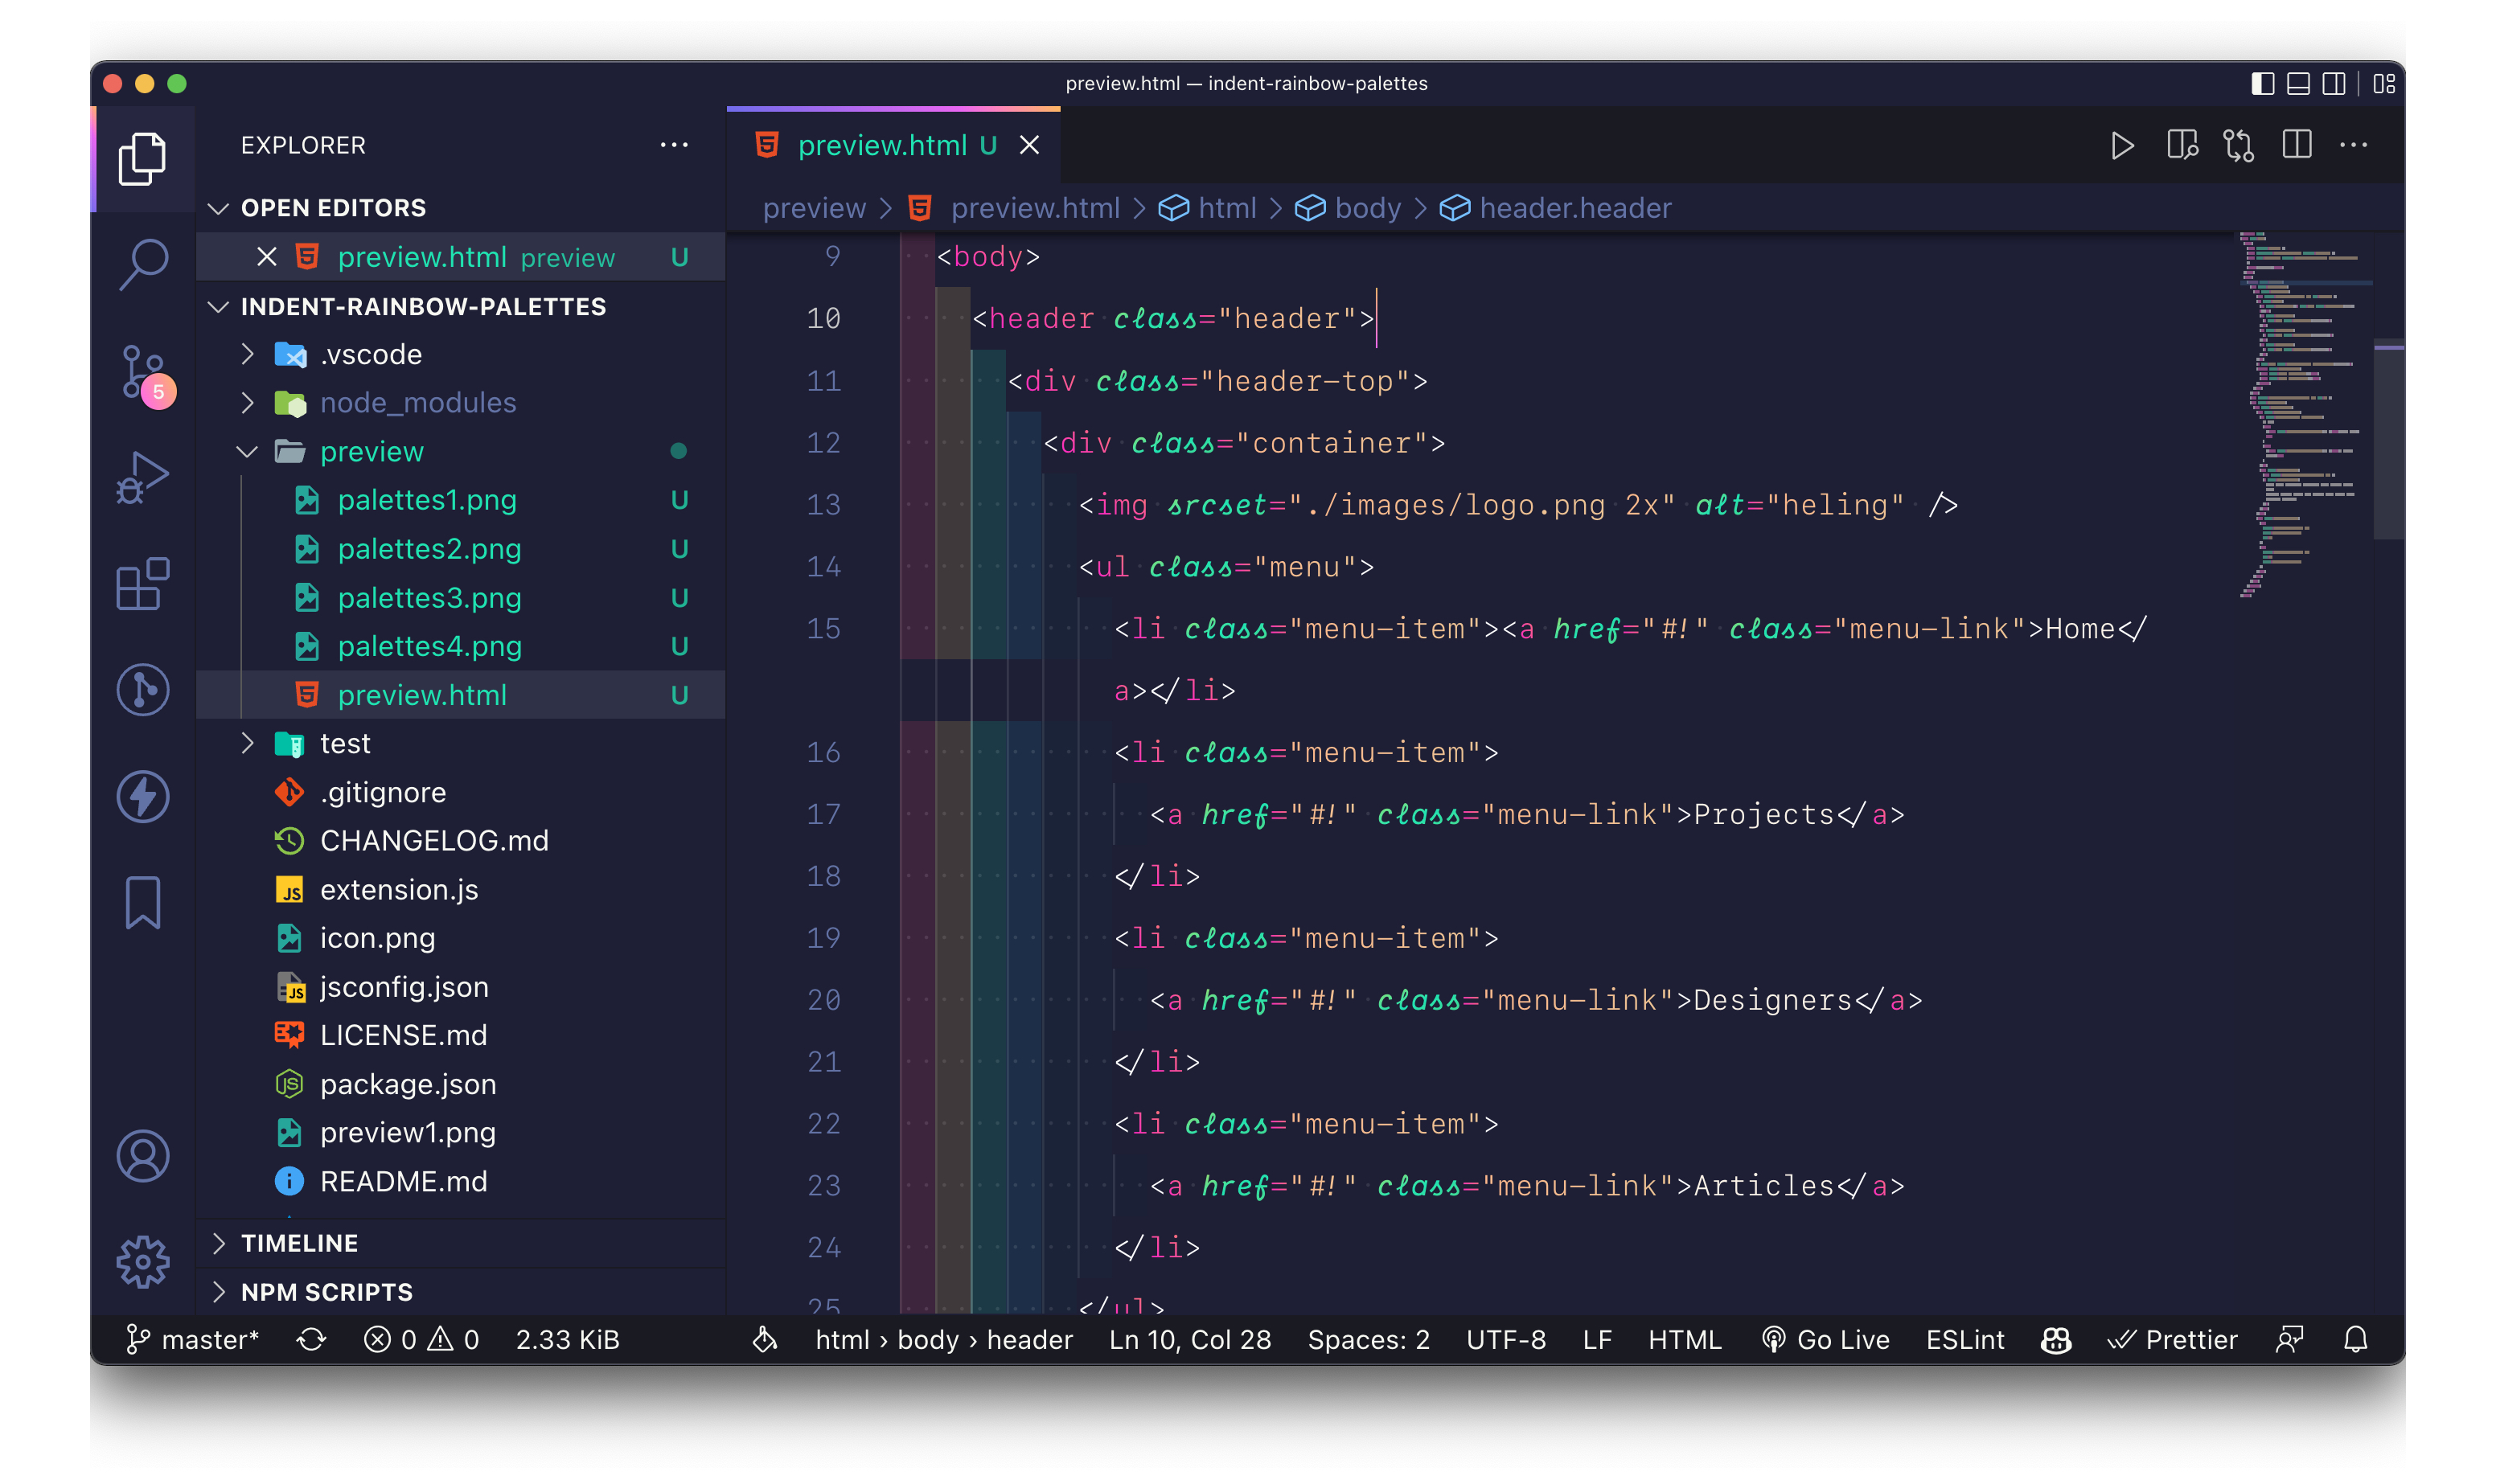 preview.html — indent-rainbow-palettes
EXPLORER
OPEN EDITORS
preview.html preview U
INDENT-RAINBOW-PALETTES
.vscode
node_modules
preview
palettes1.png U
palettes2.png U
palettes3.png U
palettes4.png U
preview.html U
test
.gitignore
CHANGELOG.md
extension.js
icon.png
jsconfig.json
LICENSE.md
package.json
preview1.png
README.md
TIMELINE
NPM SCRIPTS
5
preview.html U
preview > preview.html > html > body > header.header
9 <body>
10 <header class="header">
11 <div class="header-top">
12 <div class="container">
13 <img srcset="./images/logo.png 2x" alt="heling" />
14 <ul class="menu">
15 <li class="menu-item"><a href="#!" class="menu-link">Home</
a></li>
16 <li class="menu-item">
17 <a href="#!" class="menu-link">Projects</a>
18 </li>
19 <li class="menu-item">
20 <a href="#!" class="menu-link">Designers</a>
21 </li>
22 <li class="menu-item">
23 <a href="#!" class="menu-link">Articles</a>
24 </li>
25 </ul>
master* 0 0 2.33 KiB html › body › header Ln 10, Col 28 Spaces: 2 UTF-8 LF HTML Go Live ESLint Prettier